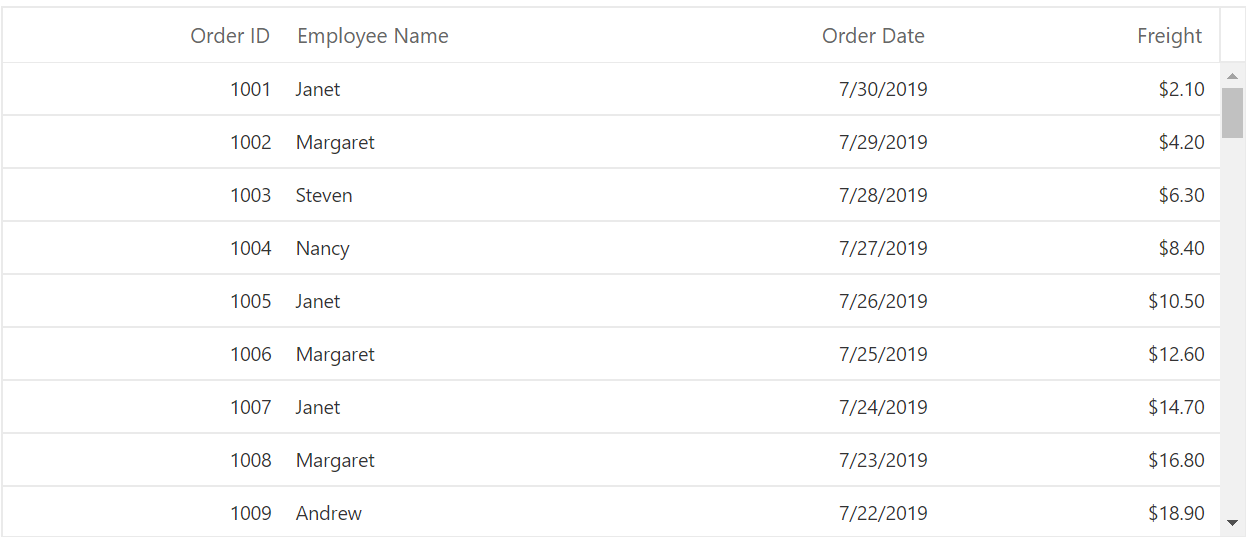 Order ID Employee Name Order Date Freight
1001 Janet 7/30/2019 $2.10
1002 Margaret 7/29/2019 $4.20
1003 Steven 7/28/2019 $6.30
1004 Nancy 7/27/2019 $8.40
1005 Janet 7/26/2019 $10.50
1006 Margaret 7/25/2019 $12.60
1007 Janet 7/24/2019 $14.70
1008 Margaret 7/23/2019 $16.80
1009 Andrew 7/22/2019 $18.90